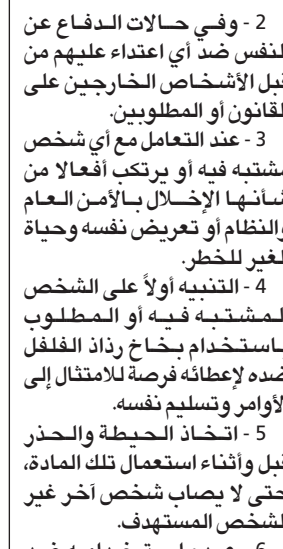 2 - وفي حالات الدفاع عن
النفس ضد أي اعتداء عليهم من
قبل الأشخاص الخارجين على
القانون أو المطلوبين.
3 - عند التعامل مع أي شخص
مشتبه فيه أو يرتكب أفعالا من
شأنها الإخلال بالأمن العام
والنظام أو تعريض نفسه وحياة
الغير للخطر.
4 - التنبيه أولاً على الشخص
المشتبه فيه أو المطلوب
باستخدام بخاخ رذاذ الفلفل
ضده لإعطائه فرصة للامتثال إلى
الأوامر وتسليم نفسه.
5 - اتخاذ الحيطة والحذر
قبل وأثناء استعمال تلك المادة،
حتى لا يصاب شخص آخر غير
الشخص المستهدف.